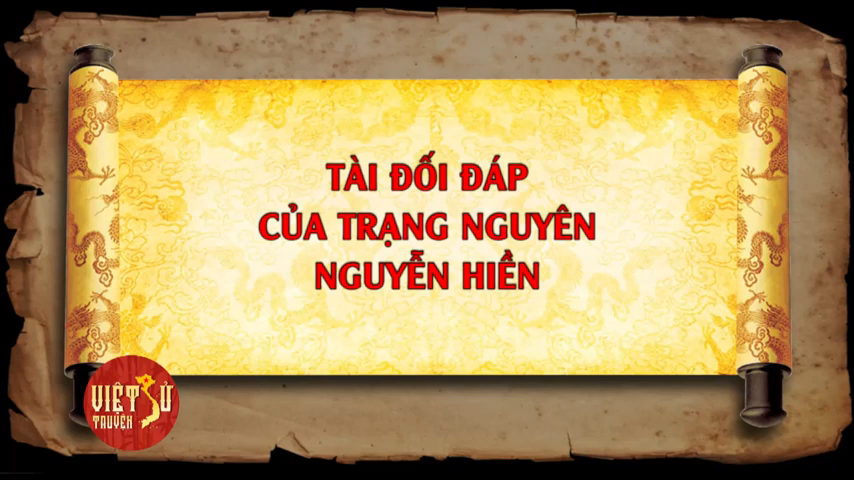 TÀI ĐỐI ĐÁP
CỦA TRẠNG NGUYÊN
NGUYỄN HIỀN
VIỆT SỬ
TRUYỆN